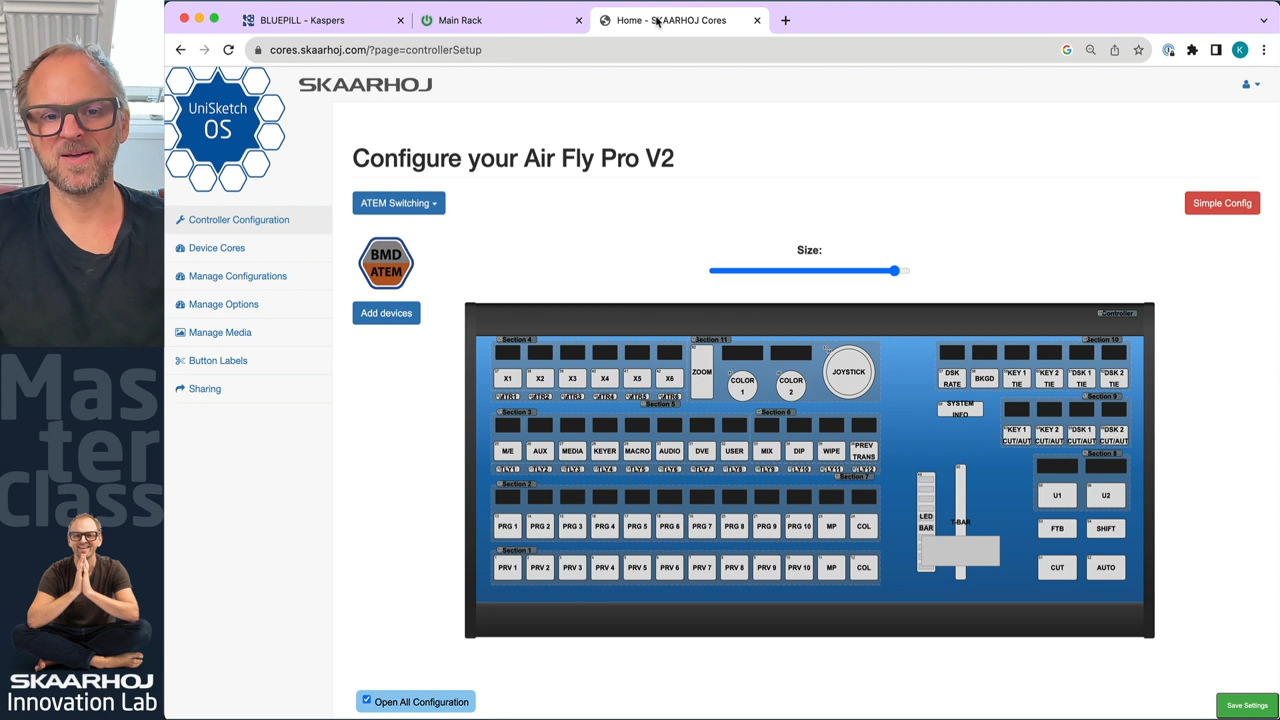 BLUEPILL - Kaspers
Main Rack
Home - SKAARHOJ Cores
cores.skaarhoj.com/?page=controllerSetup
K
UniSketch
OS
SKAARHOJ
Configure your Air Fly Pro V2
ATEM Switching
Simple Config
Controller Configuration
Device Cores
Manage Configurations
Manage Options
Manage Media
Button Labels
Sharing
BMD
ATEM
Add devices
Size:
Section 4
Section 11
Section 10
X1 X2 X3 X4 X5 X6
ZOOM
COLOR
1
COLOR
2
JOYSTICK
DSK
RATE
BKGD
KEY 1
TIE
KEY 2
TIE
DSK 1
TIE
DSK 2
TIE
Section 5
SYSTEM
INFO
Section 9
Section 3
Section 6
KEY 1
CUT/AUT
KEY 2
CUT/AUT
DSK 1
CUT/AUT
DSK 2
CUT/AUT
M/E AUX MEDIA KEYER MACRO AUDIO DVE USER MIX DIP WIPE
PREV
TRANS
Section 8
Section 7
Section 2
U1 U2
PRG 1 PRG 2 PRG 3 PRG 4 PRG 5 PRG 6 PRG 7 PRG 8 PRG 9 PRG 10 MP COL
LED
BAR
T-BAR
FTB SHIFT
Section 1
PRV 1 PRV 2 PRV 3 PRV 4 PRV 5 PRV 6 PRV 7 PRV 8 PRV 9 PRV 10 MP COL
CUT AUTO
Open All Configuration
Save Settings
Mas
ter
Class
SKAARHOJ
Innovation Lab